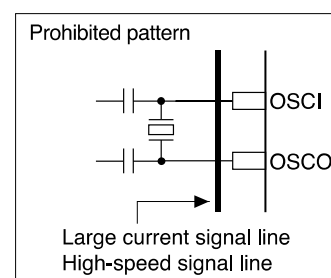 Prohibited pattern
OSCI
OSCO
Large current signal line
High-speed signal line